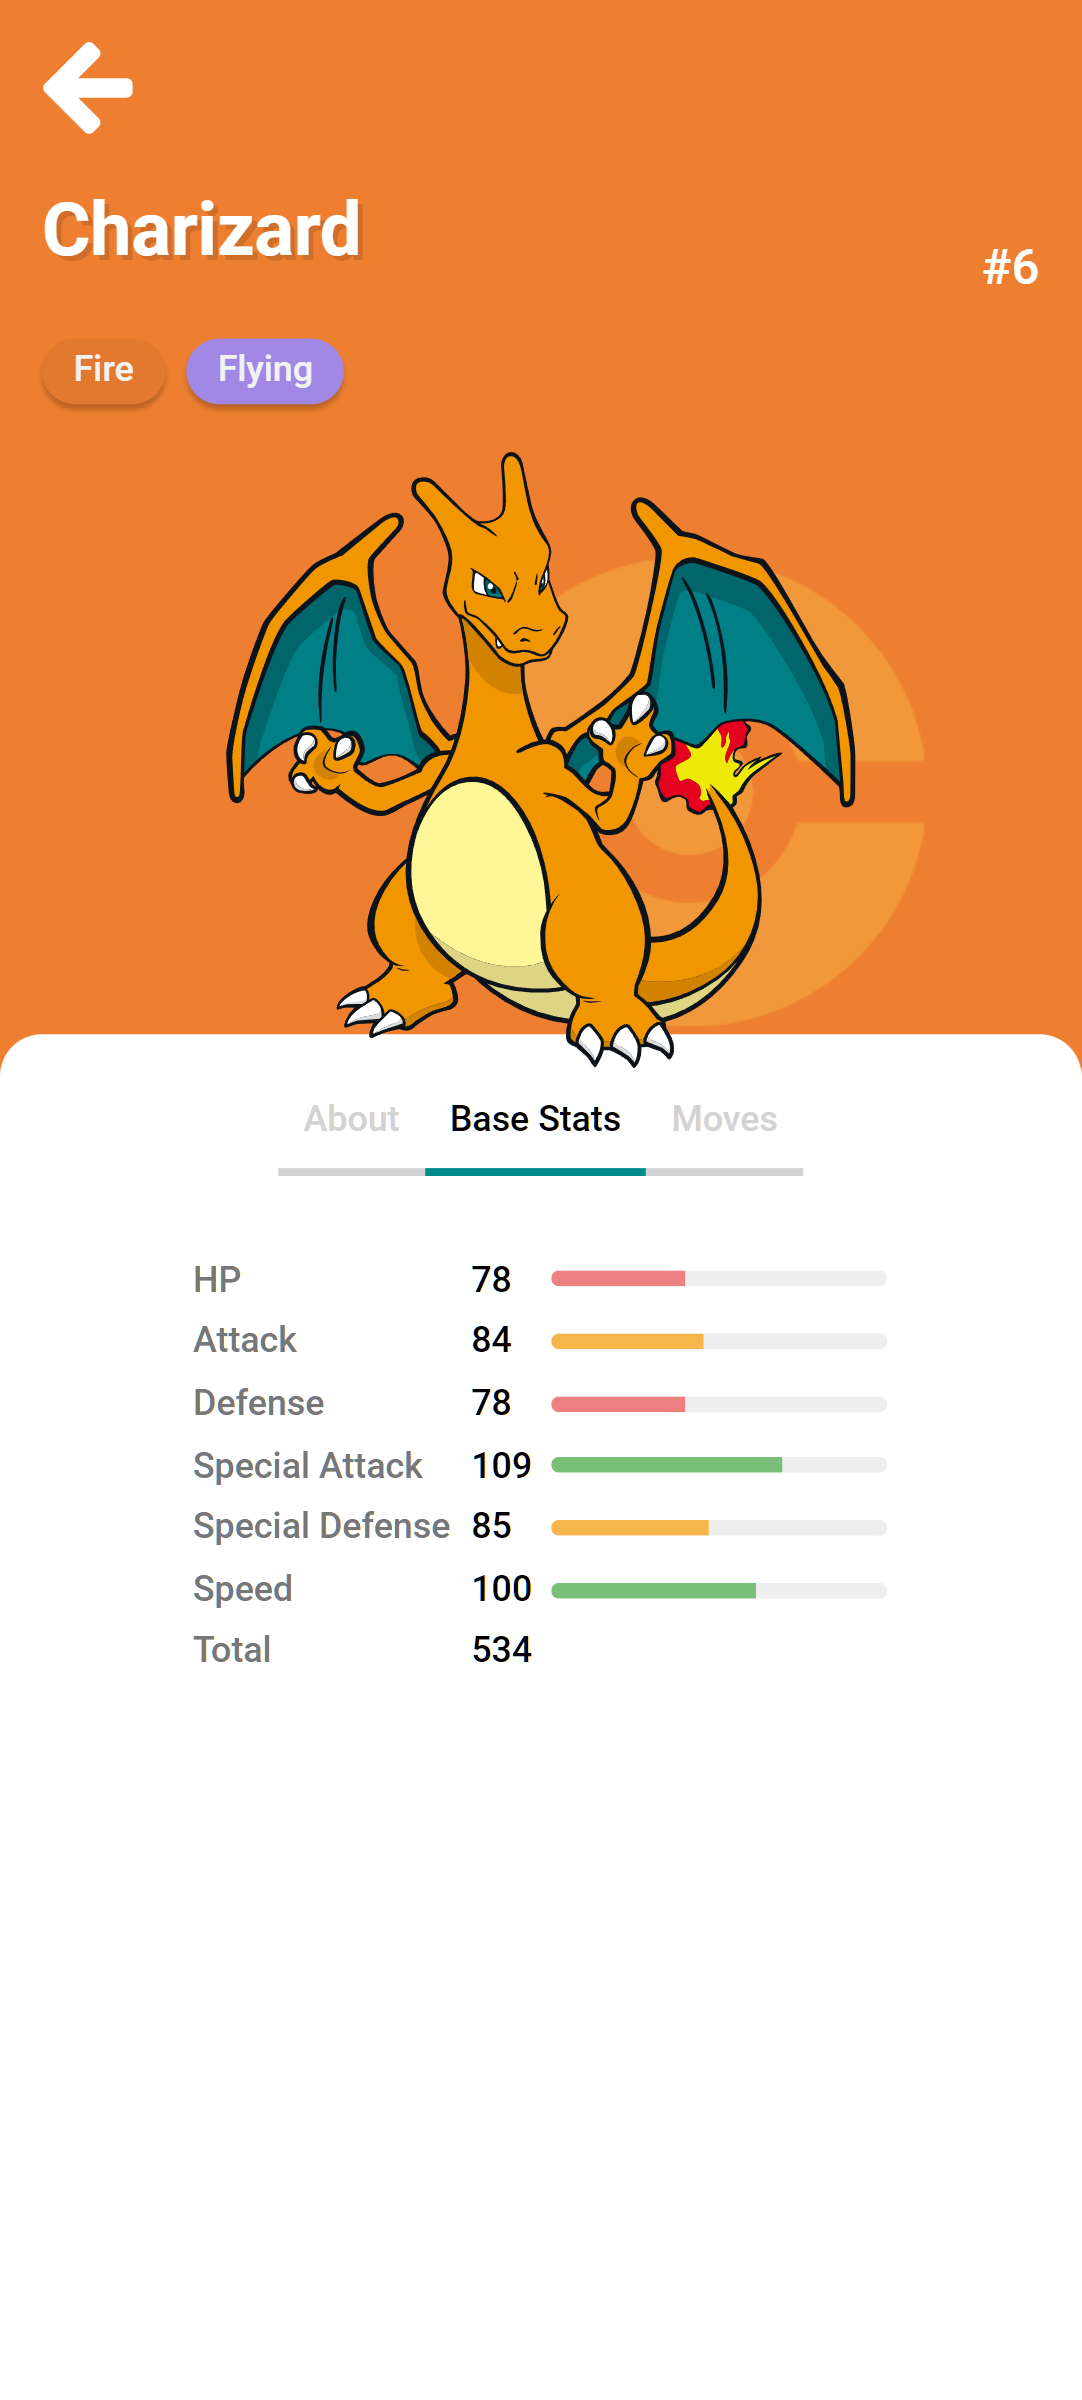 Charizard
#6
Fire Flying
About Base Stats Moves
HP 78
Attack 84
Defense 78
Special Attack 109
Special Defense 85
Speed 100
Total 534